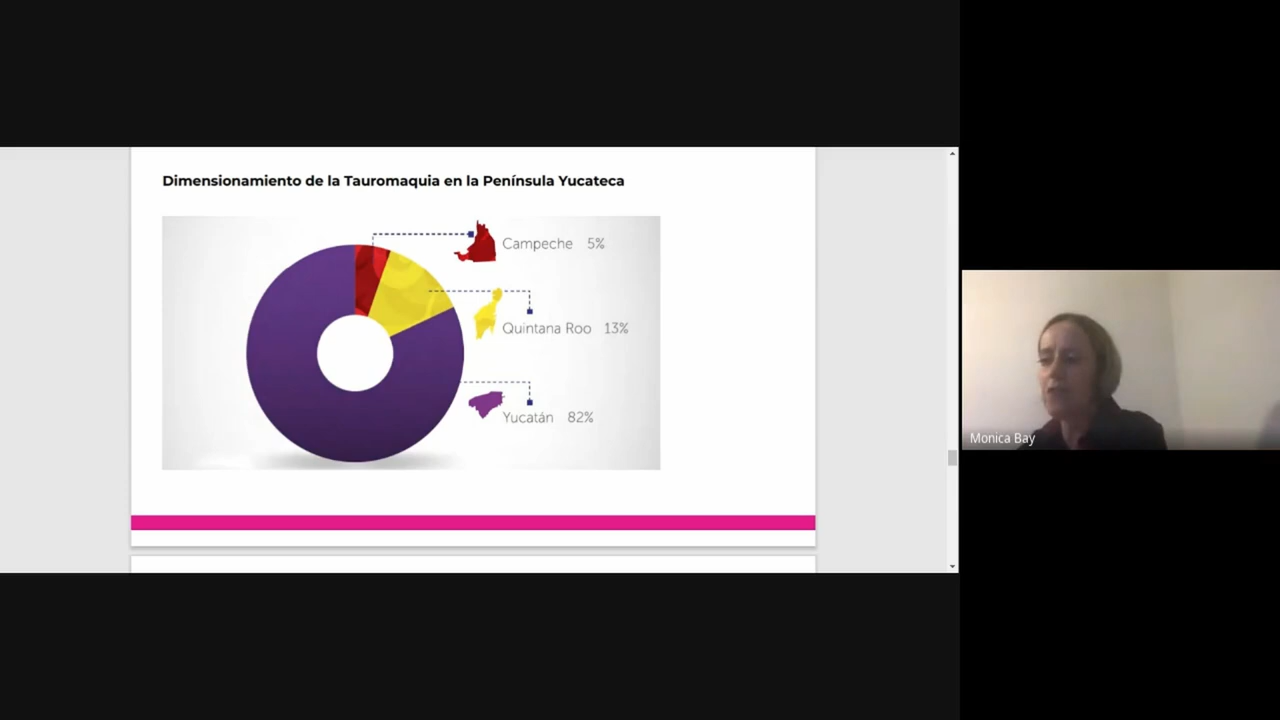 Dimensionamiento de la Tauromaquia en la Península Yucateca
Campeche 5%
Quintana Roo 13%
Yucatán 82%
Monica Bay